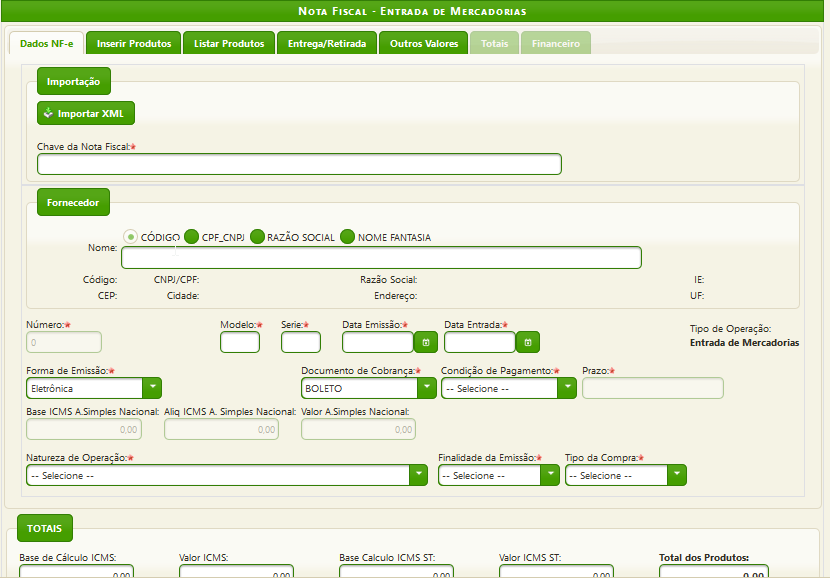 Nota Fiscal - Entrada de Mercadorias
Dados NF-e Inserir Produtos Listar Produtos Entrega/Retirada Outros Valores Totais Financeiro
Importação
Importar XML
Chave da Nota Fiscal:*
Fornecedor
CÓDIGO CPF_CNPJ RAZÃO SOCIAL NOME FANTASIA
Nome:
Código: CNPJ/CPF: Razão Social: IE:
CEP: Cidade: Endereço: UF:
Número:* Modelo:* Serie:* Data Emissão:* Data Entrada:* Tipo de Operação:
0 Entrada de Mercadorias
Forma de Emissão:* Documento de Cobrança:* Condição de Pagamento:* Prazo:*
Eletrônica BOLETO -- Selecione --
Base ICMS A.Simples Nacional: Aliq ICMS A. Simples Nacional: Valor A.Simples Nacional:
0,00 0,00 0,00
Natureza de Operação:* Finalidade da Emissão:* Tipo da Compra:*
-- Selecione -- -- Selecione -- -- Selecione --
TOTAIS
Base de Cálculo ICMS: Valor ICMS: Base Calculo ICMS ST: Valor ICMS ST: Total dos Produtos:
0,00 0,00 0,00 0,00 0,00